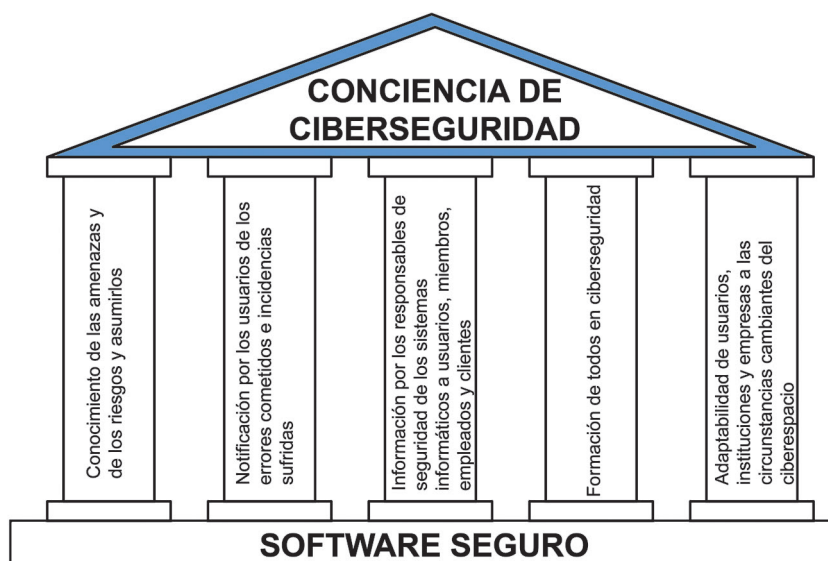 CONCIENCIA DE
CIBERSEGURIDAD
Conocimiento de las amenazas y
de los riesgos y asumirlos
Notificación por los usuarios de los
errores cometidos e incidencias
sufridas
Información por los responsables de
seguridad de los sistemas
informáticos a usuarios, miembros,
empleados y clientes
Formación de todos en ciberseguridad
Adaptabilidad de usuarios,
instituciones y empresas a las
circunstancias cambiantes del
ciberespacio
SOFTWARE SEGURO